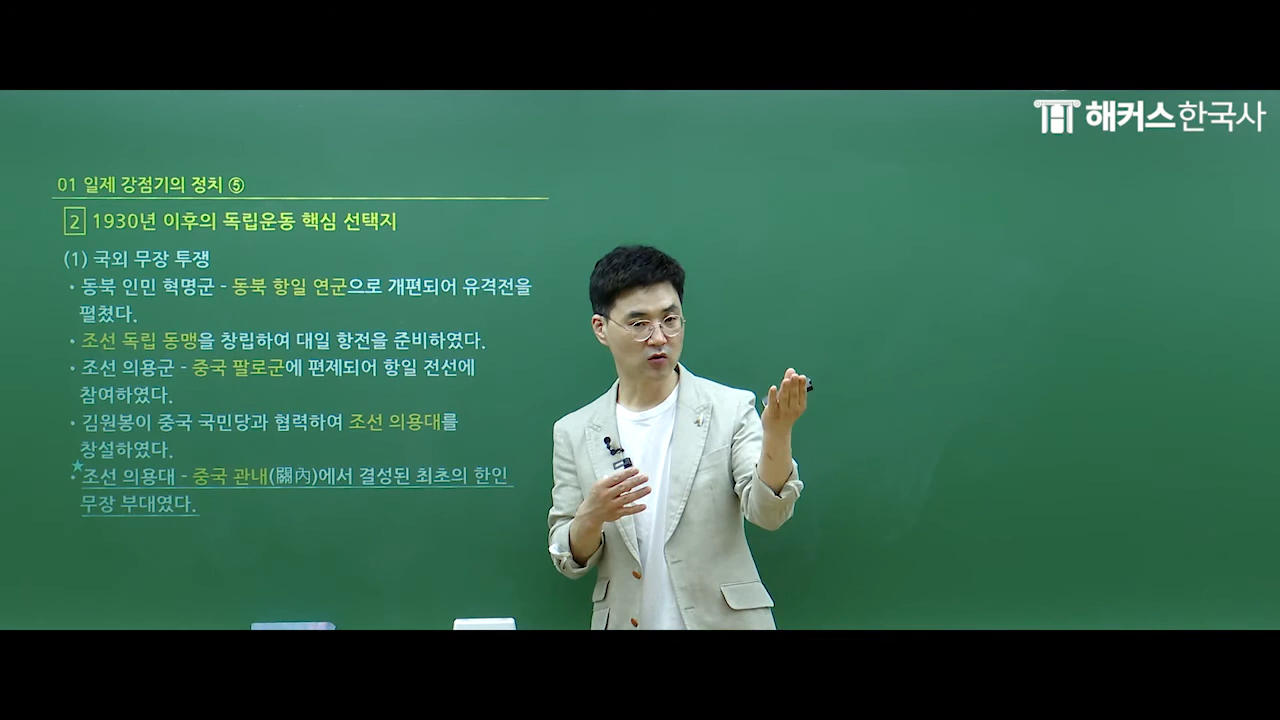 해커스한국사
01 일제 강점기의 정치 ⑤
2 1930년 이후의 독립운동 핵심 선택지
(1) 국외 무장 투쟁
· 동북 인민 혁명군 - 동북 항일 연군으로 개편되어 유격전을
펼쳤다.
· 조선 독립 동맹을 창립하여 대일 항전을 준비하였다.
· 조선 의용군 - 중국 팔로군에 편제되어 항일 전선에
참여하였다.
· 김원봉이 중국 국민당과 협력하여 조선 의용대를
창설하였다.
★· 조선 의용대 - 중국 관내(關內)에서 결성된 최초의 한인
무장 부대였다.